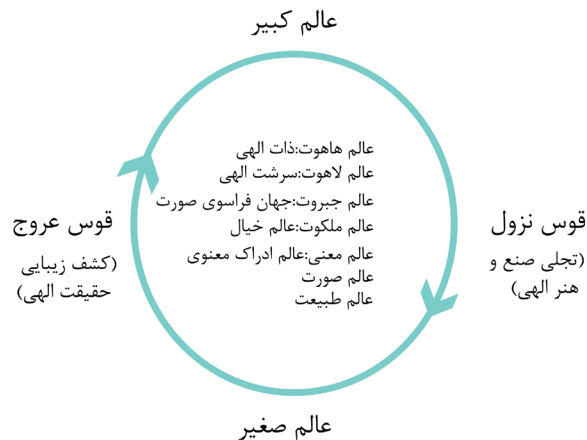 عالم کبیر
قوس نزول
(تجلی صنع و
هنر الهی)
عالم هاهوت:ذات الهی
عالم لاهوت:سرشت الهی
عالم جبروت:جهان فراسوی صورت
عالم ملکوت:عالم خیال
عالم معنی:عالم ادراک معنوی
عالم صورت
عالم طبیعت
قوس عروج
(کشف زیبایی
حقیقت الهی)
عالم صغیر